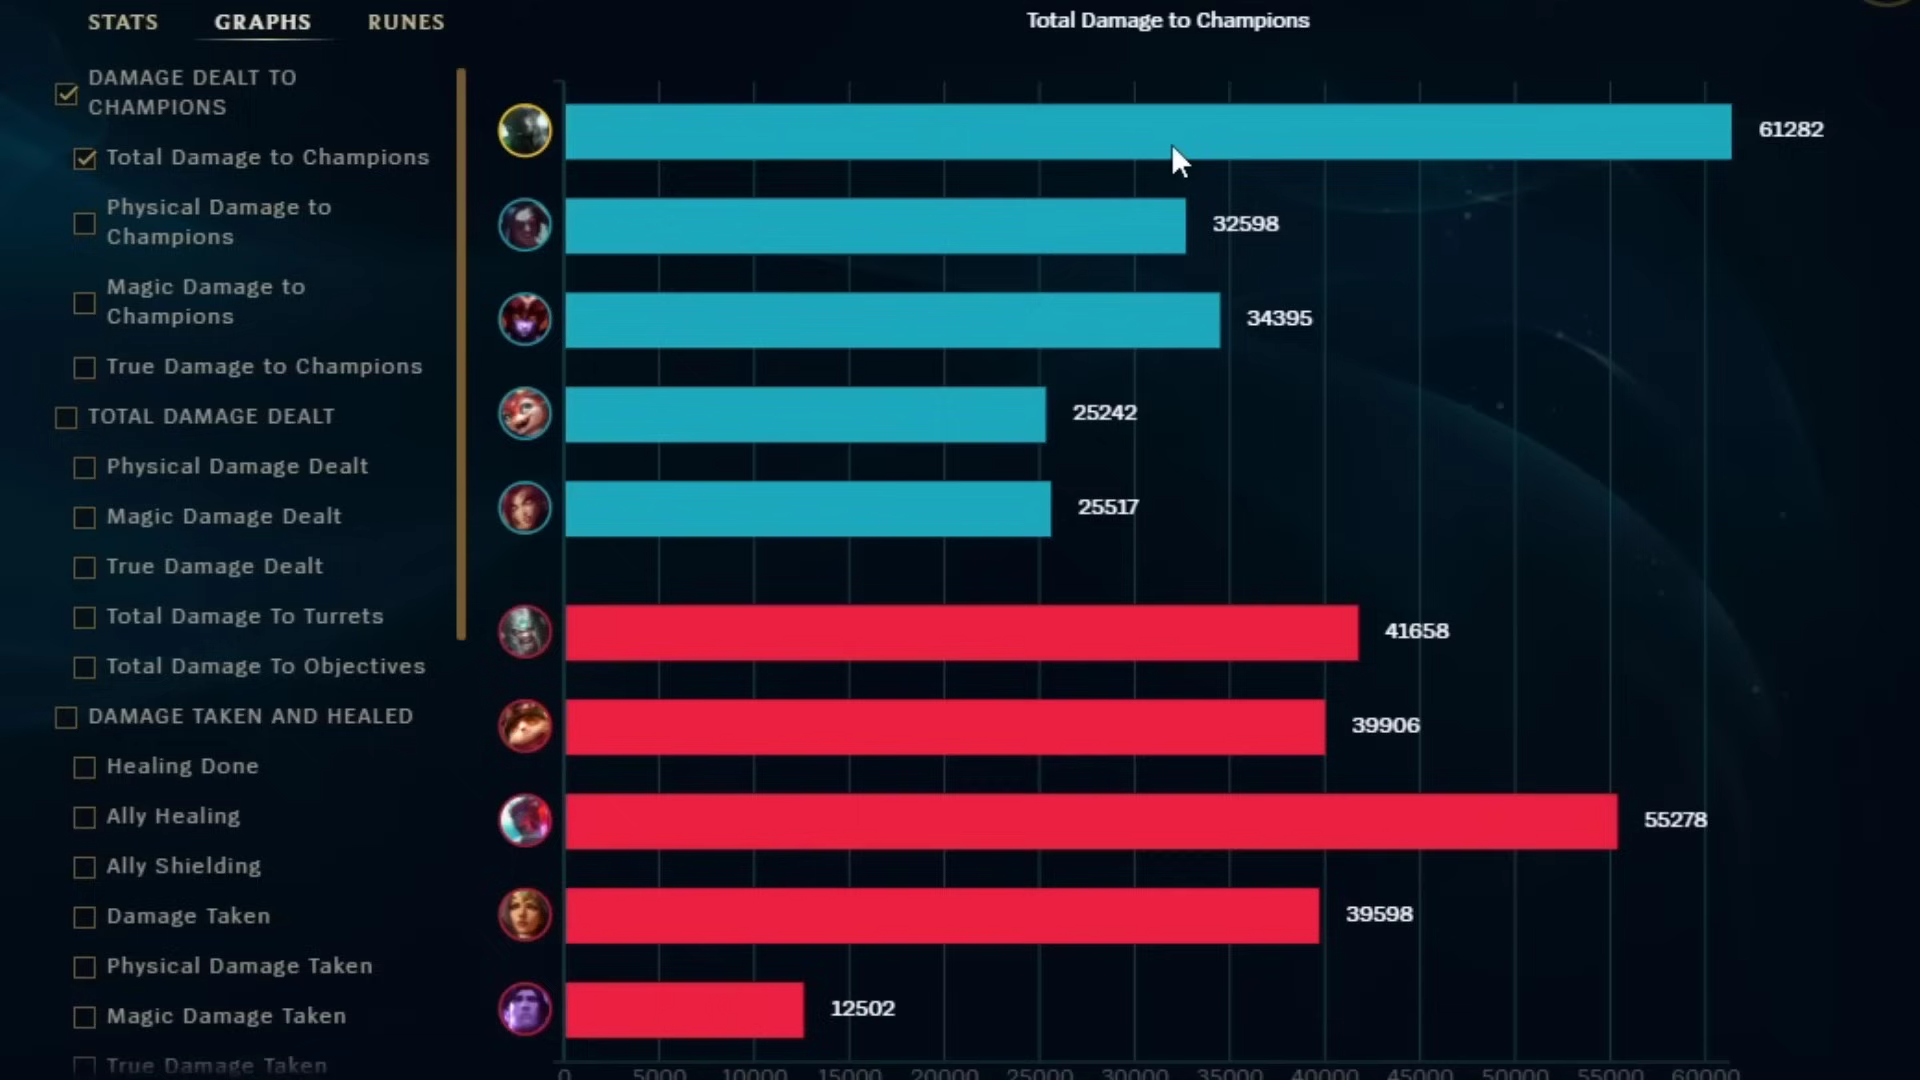 STATS GRAPHS RUNES
Total Damage to Champions
DAMAGE DEALT TO
CHAMPIONS
Total Damage to Champions
Physical Damage to
Champions
Magic Damage to
Champions
True Damage to Champions
TOTAL DAMAGE DEALT
Physical Damage Dealt
Magic Damage Dealt
True Damage Dealt
Total Damage To Turrets
Total Damage To Objectives
DAMAGE TAKEN AND HEALED
Healing Done
Ally Healing
Ally Shielding
Damage Taken
Physical Damage Taken
Magic Damage Taken
True Damage Taken
61282
32598
34395
25242
25517
41658
39906
55278
39598
12502
0 5000 10000 15000 20000 25000 30000 35000 40000 45000 50000 55000 60000